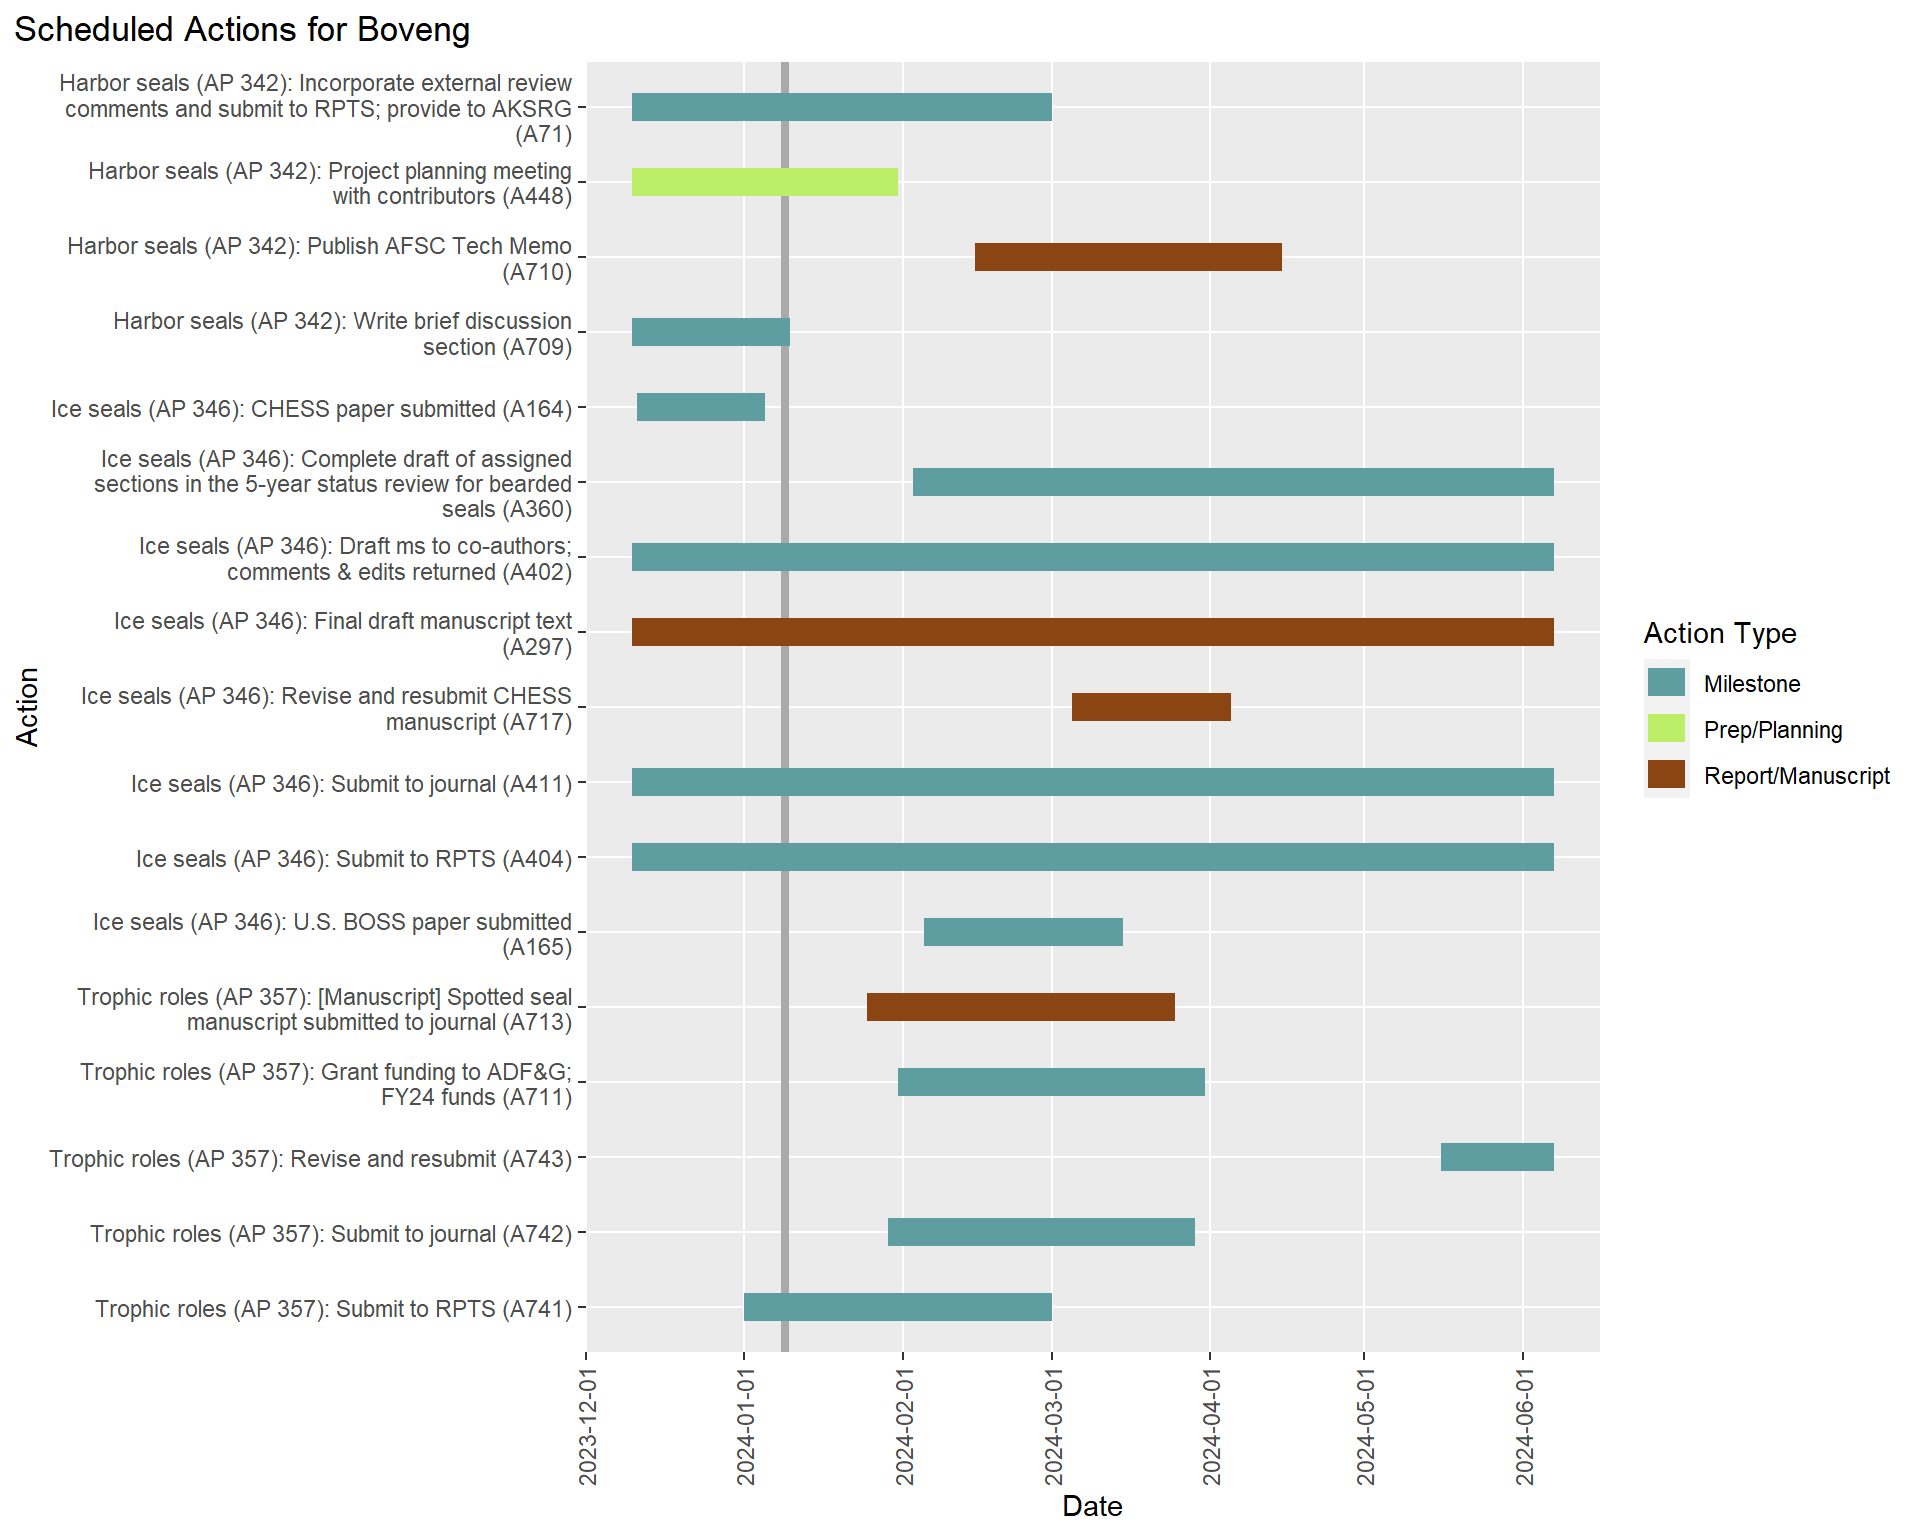 Scheduled Actions for Boveng
Harbor seals (AP 342): Incorporate external review
comments and submit to RPTS; provide to AKSRG
(A71)
Harbor seals (AP 342): Project planning meeting
with contributors (A448)
Harbor seals (AP 342): Publish AFSC Tech Memo
(A710)
Harbor seals (AP 342): Write brief discussion
section (A709)
Ice seals (AP 346): CHESS paper submitted (A164)
Ice seals (AP 346): Complete draft of assigned
sections in the 5-year status review for bearded
seals (A360)
Ice seals (AP 346): Draft ms to co-authors;
comments & edits returned (A402)
Ice seals (AP 346): Final draft manuscript text
(A297)
Ice seals (AP 346): Revise and resubmit CHESS
manuscript (A717)
Ice seals (AP 346): Submit to journal (A411)
Ice seals (AP 346): Submit to RPTS (A404)
Ice seals (AP 346): U.S. BOSS paper submitted
(A165)
Trophic roles (AP 357): [Manuscript] Spotted seal
manuscript submitted to journal (A713)
Trophic roles (AP 357): Grant funding to ADF&G;
FY24 funds (A711)
Trophic roles (AP 357): Revise and resubmit (A743)
Trophic roles (AP 357): Submit to journal (A742)
Trophic roles (AP 357): Submit to RPTS (A741)
Action
2023-12-01
2024-01-01
2024-02-01
2024-03-01
2024-04-01
2024-05-01
2024-06-01
Date
Action Type
Milestone
Prep/Planning
Report/Manuscript